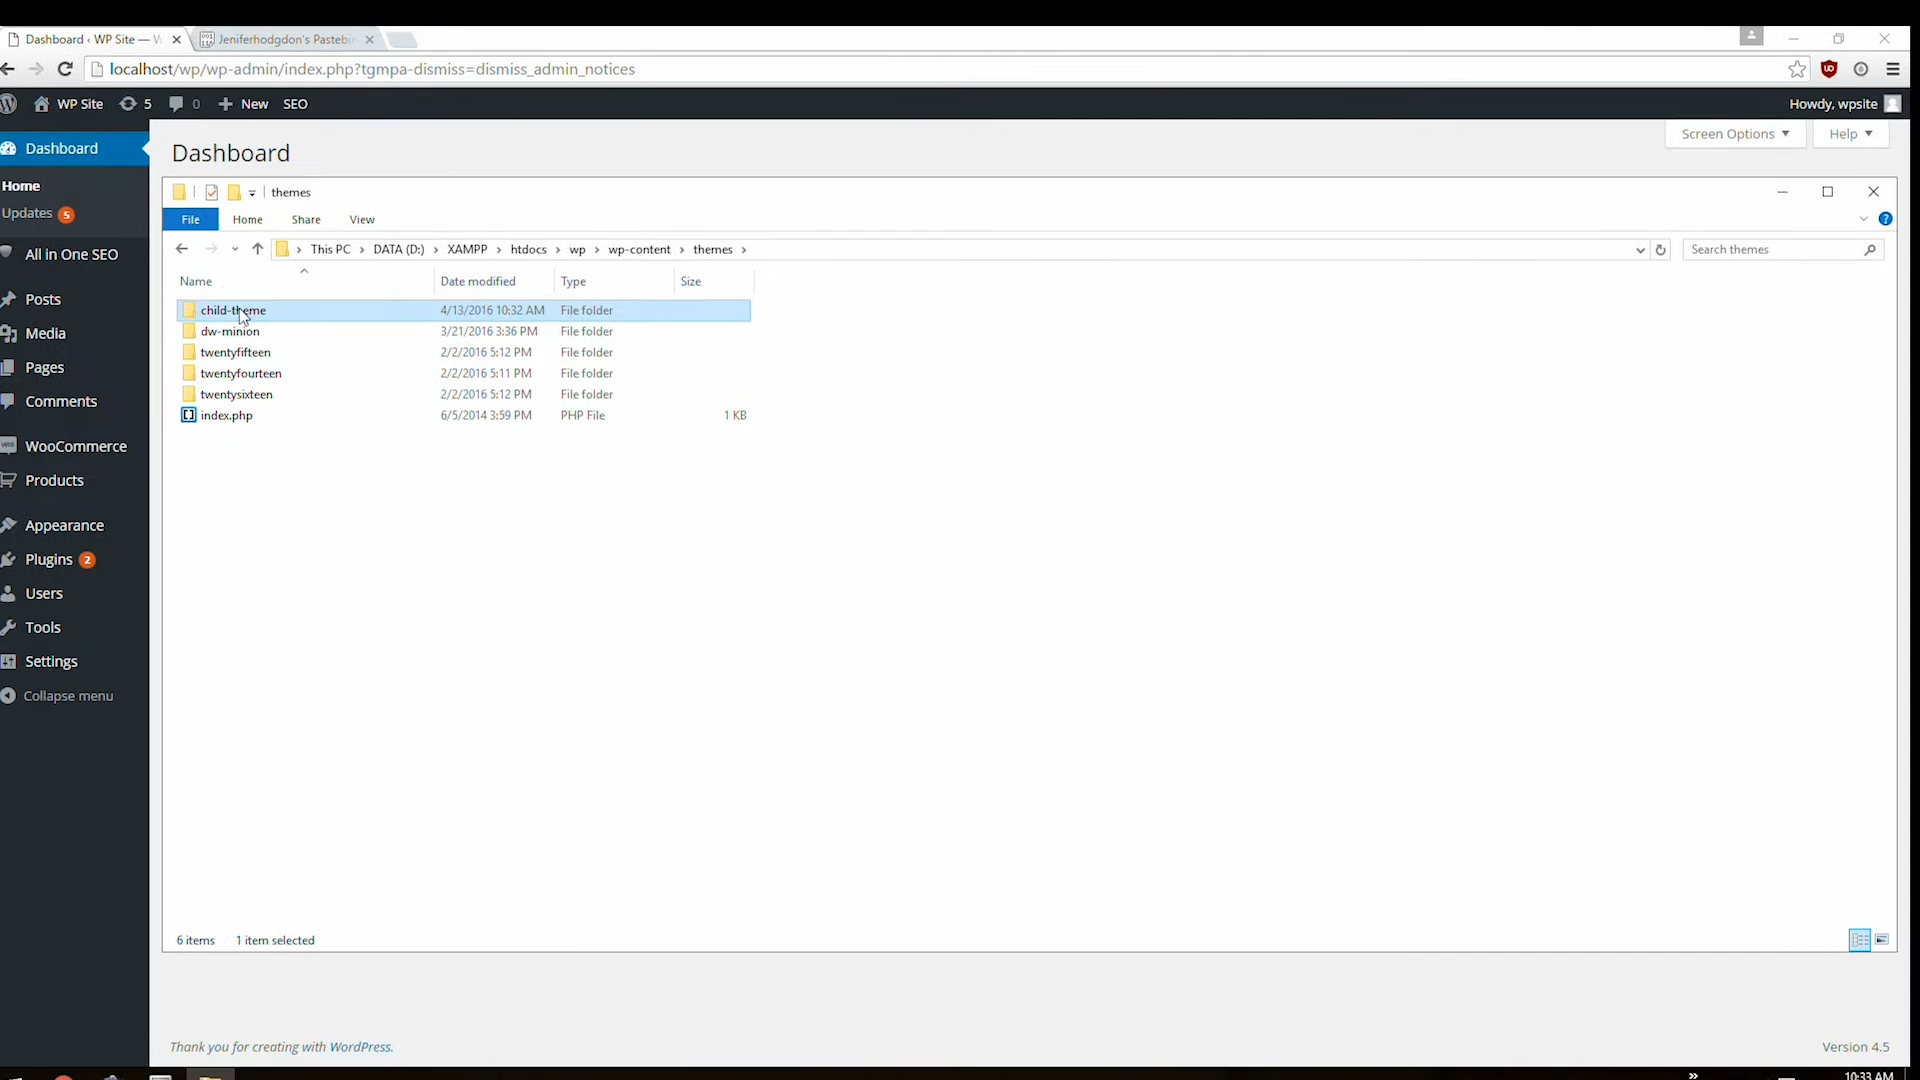 Dashboard ‹ WP Site — W
Jeniferhodgdon's Pastebin
localhost/wp/wp-admin/index.php?tgmpa-dismiss=dismiss_admin_notices
WP Site 5 0 New SEO Howdy, wpsite
Screen Options Help
Dashboard
Dashboard
Home
Updates 5
All in One SEO
Posts
Media
Pages
Comments
WooCommerce
Products
Appearance
Plugins 2
Users
Tools
Settings
Collapse menu
themes
File Home Share View
This PC › DATA (D:) › XAMPP › htdocs › wp › wp-content › themes › Search themes
Name Date modified Type Size
child-theme 4/13/2016 10:32 AM File folder
dw-minion 3/21/2016 3:36 PM File folder
twentyfifteen 2/2/2016 5:12 PM File folder
twentyfourteen 2/2/2016 5:11 PM File folder
twentysixteen 2/2/2016 5:12 PM File folder
index.php 6/5/2014 3:59 PM PHP File 1 KB
6 items 1 item selected
Thank you for creating with WordPress. Version 4.5
10:33 AM